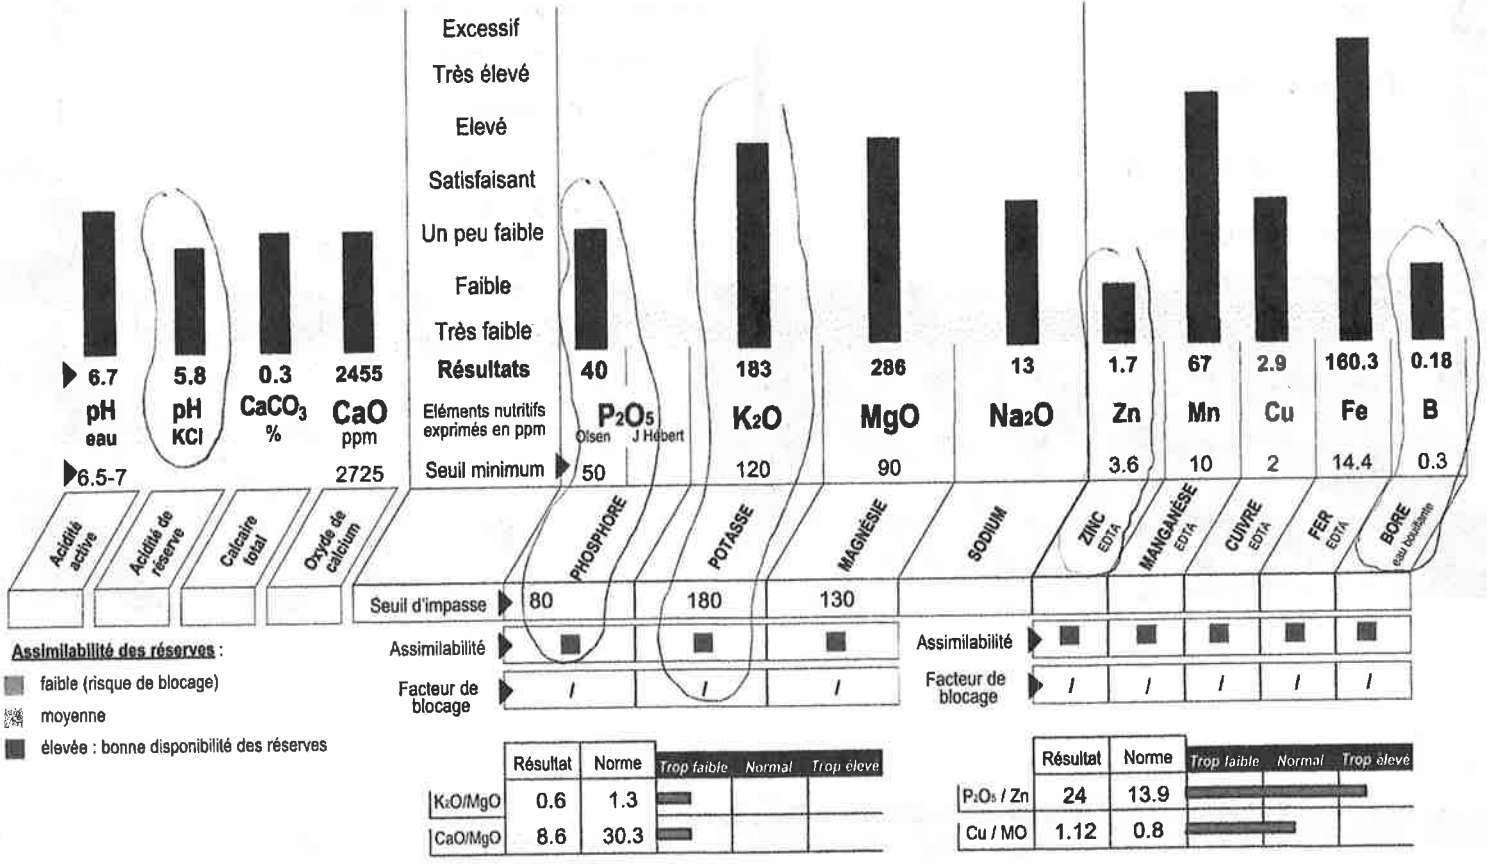 Excessif
Très élevé
Elevé
Satisfaisant
Un peu faible
Faible
Très faible
Résultats
6.7 5.8 0.3 2455 40 183 286 13 1.7 67 2.9 160.3 0.18
pH eau
pH KCl
CaCO₃ %
CaO ppm
Eléments nutritifs exprimés en ppm
P₂O₅
Olsen J Hébert
K₂O
MgO
Na₂O
Zn
Mn
Cu
Fe
B
6.5-7 2725
Seuil minimum 50 120 90 3.6 10 2 14.4 0.3
Acidité active
Acidité de réserve
Calcaire total
Oxyde de calcium
PHOSPHORE
POTASSE
MAGNÉSIE
SODIUM
ZINC EDTA
MANGANÈSE EDTA
CUIVRE EDTA
FER EDTA
BORE eau bouillante
Seuil d'impasse 80 180 130
Assimilabilité
Assimilabilité
Facteur de blocage / / /
Facteur de blocage / / / / /
Assimilabilité des réserves :
faible (risque de blocage)
moyenne
élevée : bonne disponibilité des réserves
Résultat Norme Trop faible Normal Trop élevé
K₂O/MgO 0.6 1.3
CaO/MgO 8.6 30.3
Résultat Norme Trop faible Normal Trop élevé
P₂O₅ / Zn 24 13.9
Cu / MO 1.12 0.8